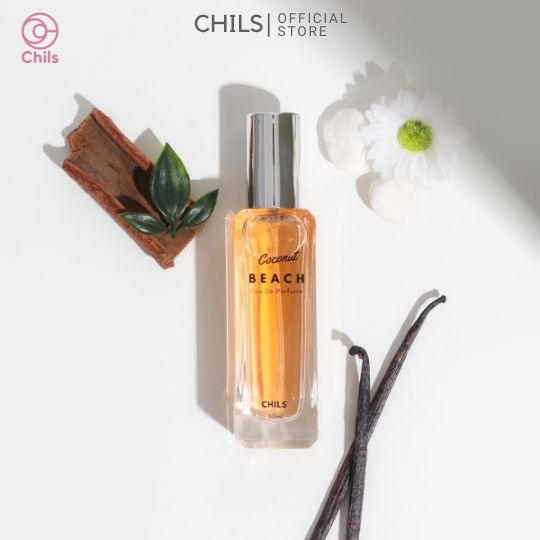 Chils
CHILS | OFFICIAL STORE
Coconut
BEACH
Eau De Parfume
CHILS